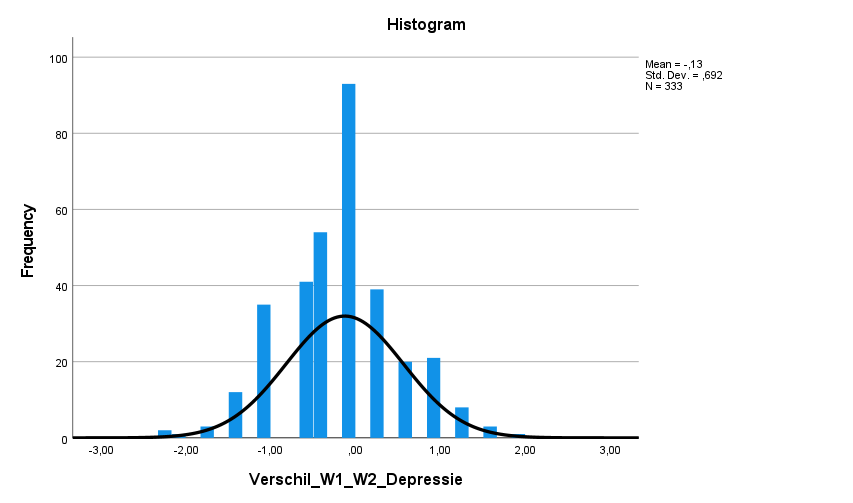 Histogram
Mean = -,13
Std. Dev. = ,692
N = 333
Frequency
100
80
60
40
20
0
-3,00 -2,00 -1,00 ,00 1,00 2,00 3,00
Verschil_W1_W2_Depressie